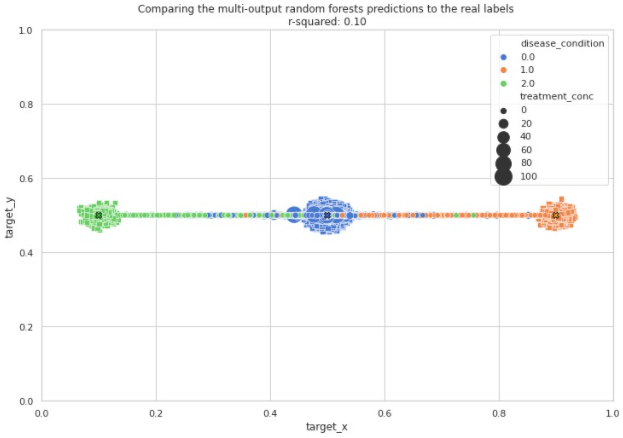 Comparing the multi-output random forests predictions to the real labels
r-squared: 0.10
1.0
0.8
0.6
0.4
0.2
0.0
target_y
disease_condition
0.0
1.0
2.0
treatment_conc
0
20
40
60
80
100
0.0 0.2 0.4 0.6 0.8 1.0
target_x